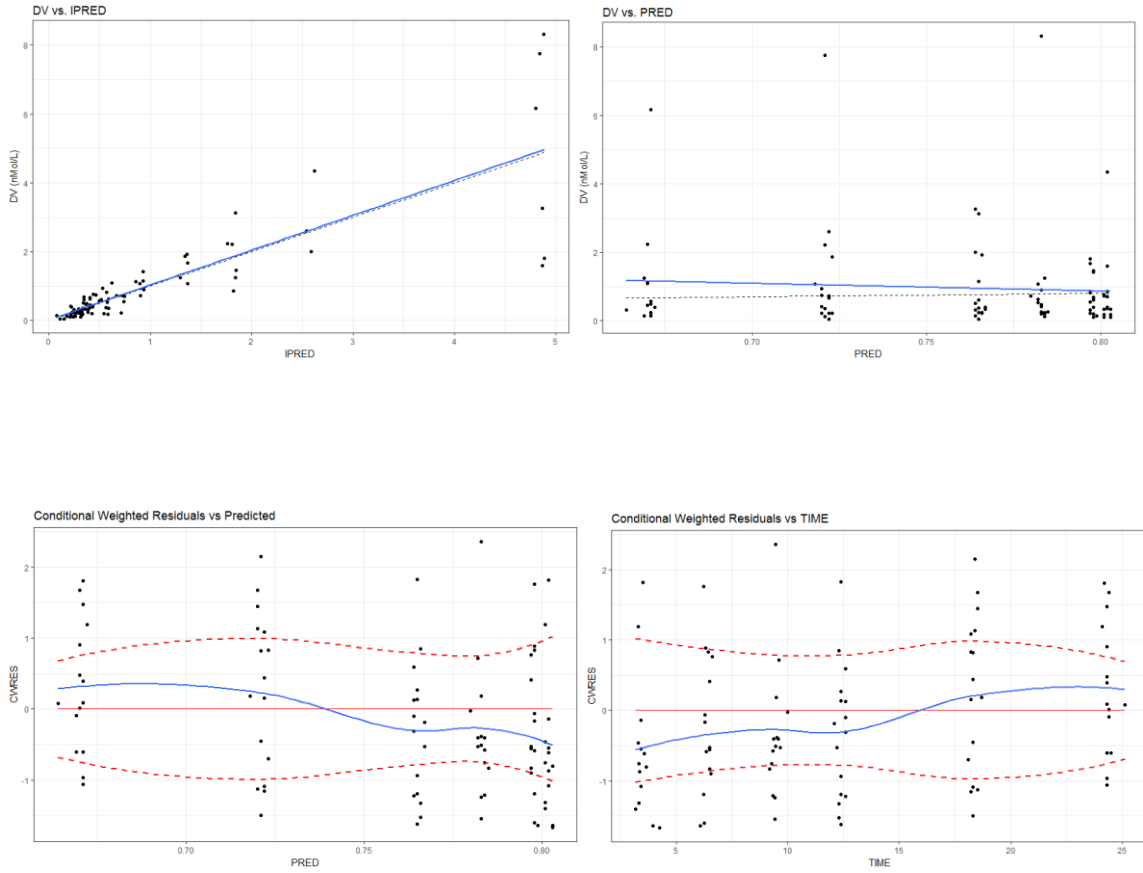 DV vs. IPRED
DV (nMol/L)
8
6
4
2
0
0 1 2 3 4 5
IPRED
DV vs. PRED
DV (nMol/L)
8
6
4
2
0
0.70 0.75 0.80
PRED
Conditional Weighted Residuals vs Predicted
CWRES
2
1
0
-1
0.70 0.75 0.80
PRED
Conditional Weighted Residuals vs TIME
CWRES
2
1
0
-1
5 10 15 20 25
TIME